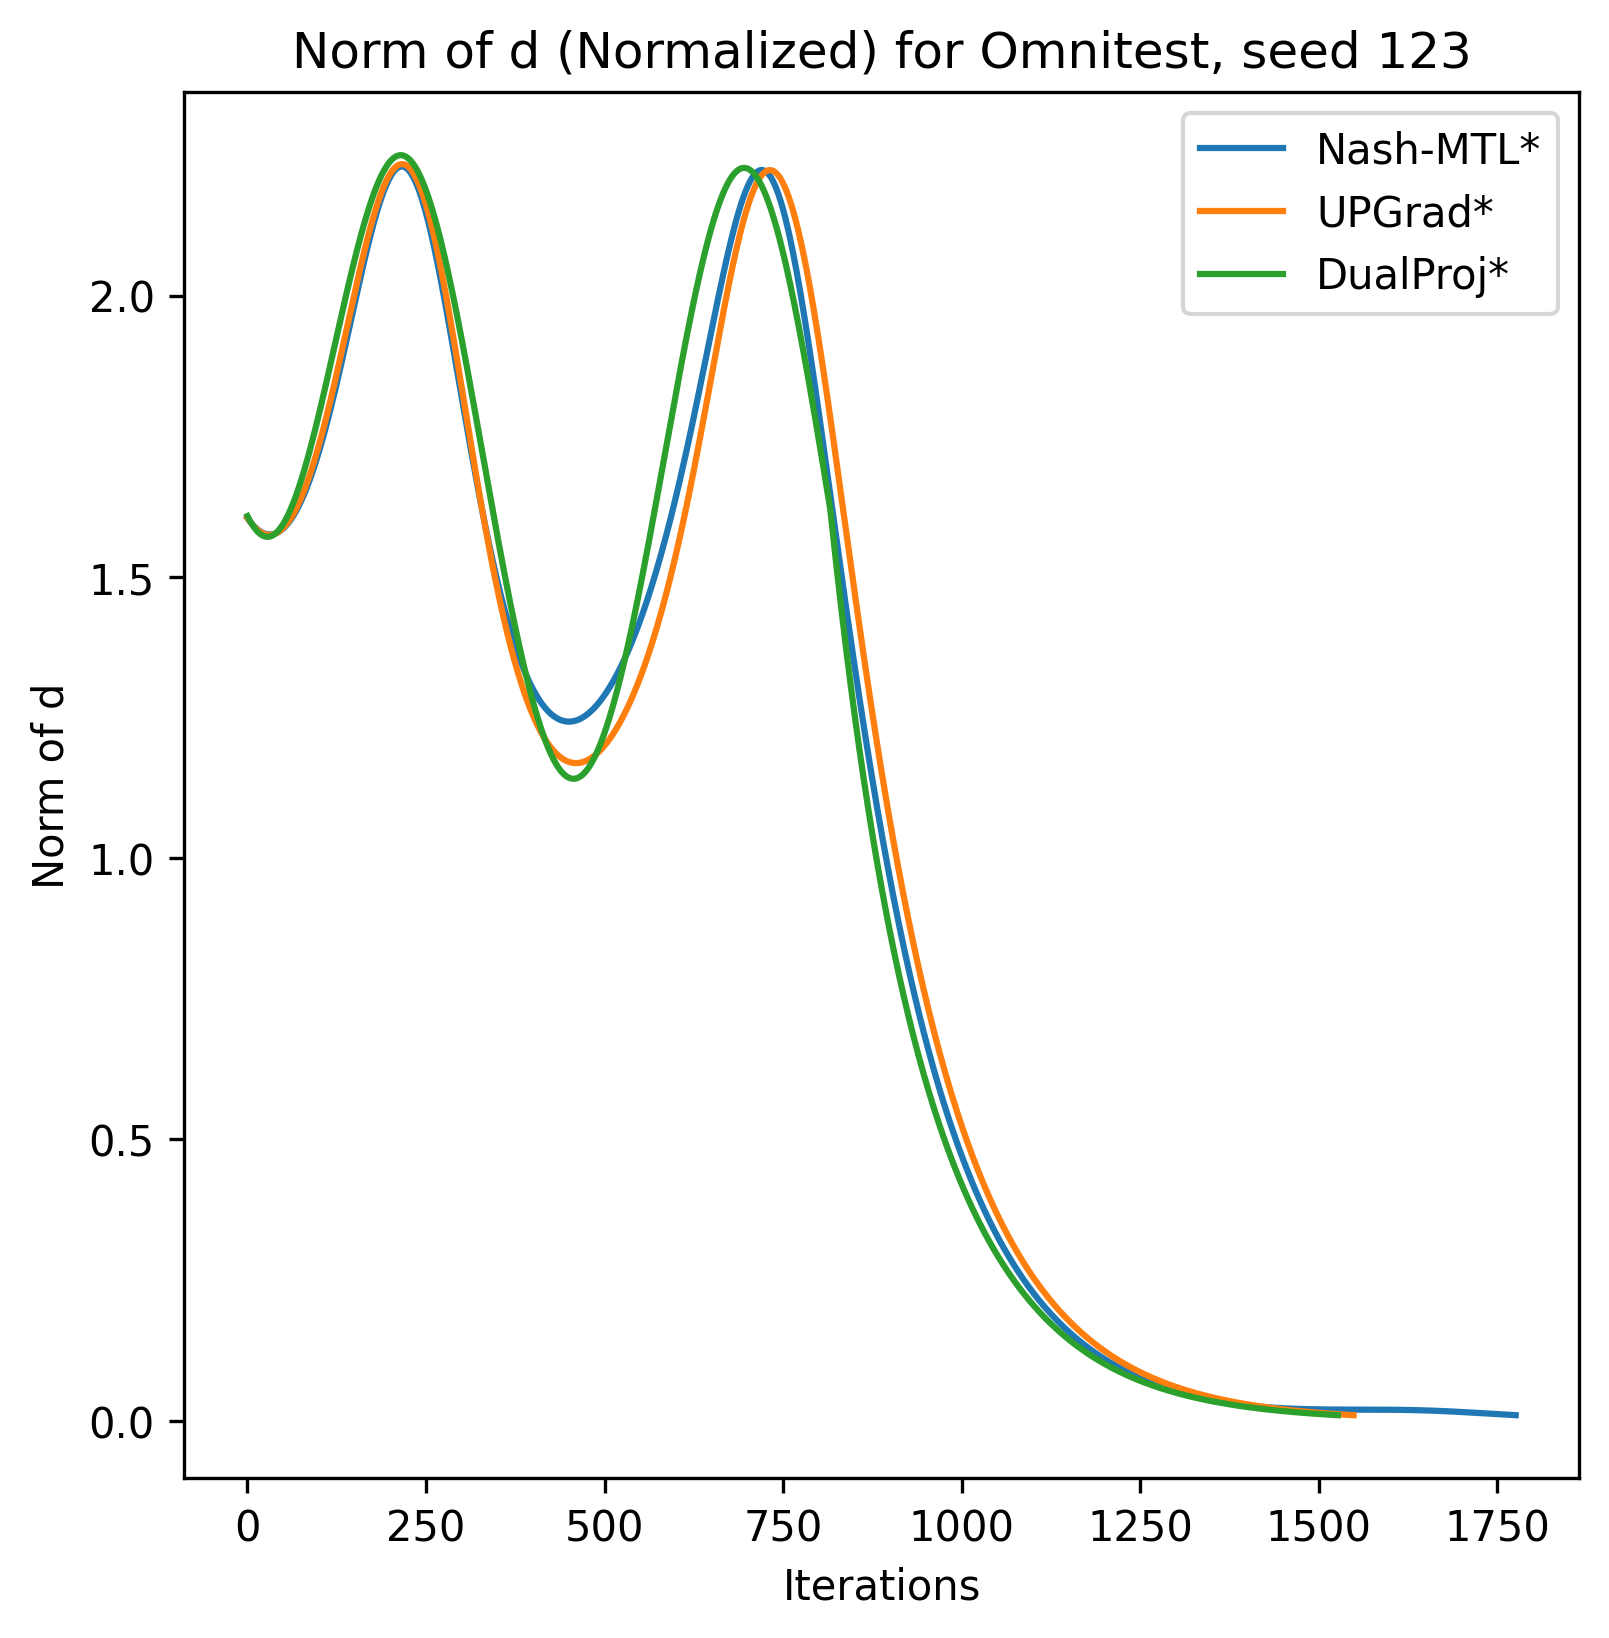 Norm of d (Normalized) for Omnitest, seed 123
Nash-MTL*
UPGrad*
DualProj*
2.0
1.5
1.0
0.5
0.0
Norm of d
0 250 500 750 1000 1250 1500 1750
Iterations